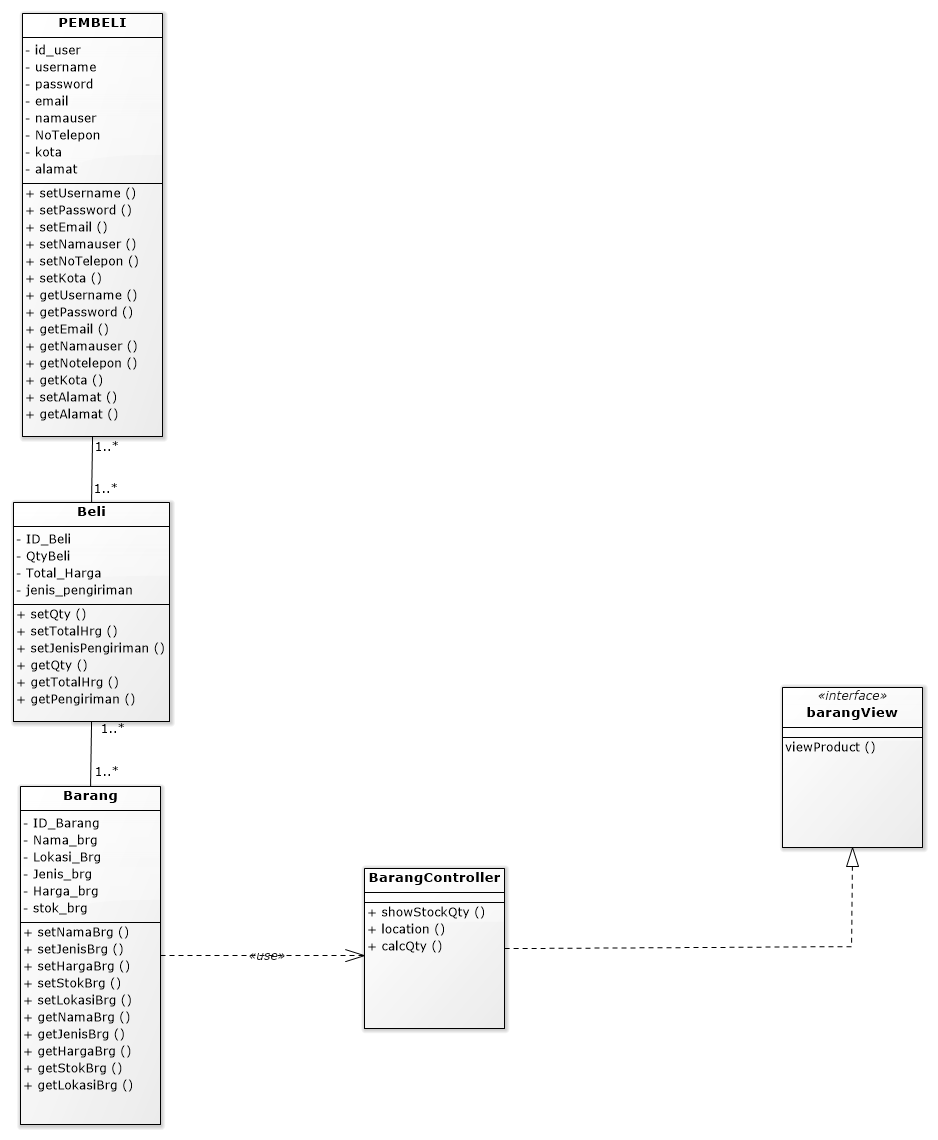 PEMBELI
- id_user
- username
- password
- email
- namauser
- NoTelepon
- kota
- alamat
+ setUsername ()
+ setPassword ()
+ setEmail ()
+ setNamauser ()
+ setNoTelepon ()
+ setKota ()
+ getUsername ()
+ getPassword ()
+ getEmail ()
+ getNamauser ()
+ getNotelepon ()
+ getKota ()
+ setAlamat ()
+ getAlamat ()
1..*
1..*
Beli
- ID_Beli
- QtyBeli
- Total_Harga
- jenis_pengiriman
+ setQty ()
+ setTotalHrg ()
+ setJenisPengiriman ()
+ getQty ()
+ getTotalHrg ()
+ getPengiriman ()
1..*
1..*
Barang
- ID_Barang
- Nama_brg
- Lokasi_Brg
- Jenis_brg
- Harga_brg
- stok_brg
+ setNamaBrg ()
+ setJenisBrg ()
+ setHargaBrg ()
+ setStokBrg ()
+ setLokasiBrg ()
+ getNamaBrg ()
+ getJenisBrg ()
+ getHargaBrg ()
+ getStokBrg ()
+ getLokasiBrg ()
«use»
BarangController
+ showStockQty ()
+ location ()
+ calcQty ()
«interface»
barangView
viewProduct ()